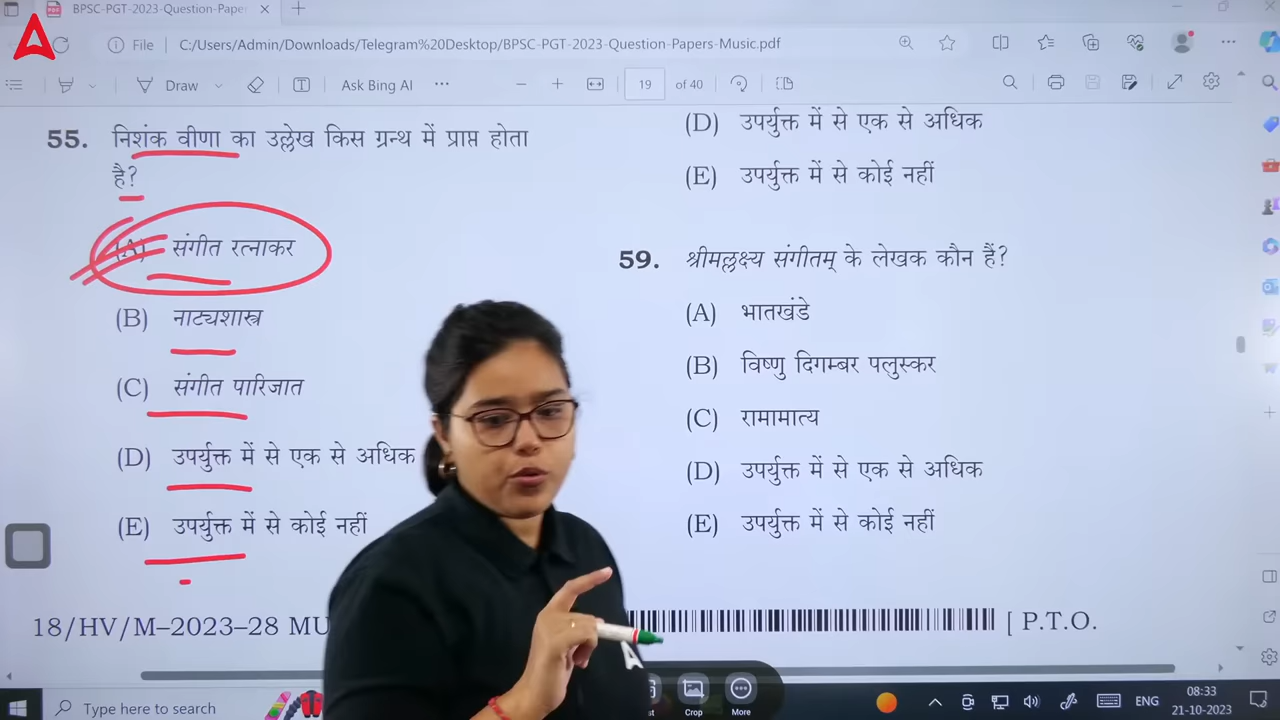 BPSC-PGT-2023-Question-Paper
File C:/Users/Admin/Downloads/Telegram%20Desktop/BPSC-PGT-2023-Question-Papers-Music.pdf
Draw Ask Bing AI 19 of 40
55. निशंक वीणा का उल्लेख किस ग्रन्थ में प्राप्त होता
है?
(A) संगीत रत्नाकर
(B) नाट्यशास्त्र
(C) संगीत पारिजात
(D) उपर्युक्त में से एक से अधिक
(E) उपर्युक्त में से कोई नहीं
(D) उपर्युक्त में से एक से अधिक
(E) उपर्युक्त में से कोई नहीं
59. श्रीमल्लक्ष्य संगीतम् के लेखक कौन हैं?
(A) भातखंडे
(B) विष्णु दिगम्बर पलुस्कर
(C) रामामात्य
(D) उपर्युक्त में से एक से अधिक
(E) उपर्युक्त में से कोई नहीं
18/HV/M–2023–28 MU
[ P.T.O.
Crop More
Type here to search
ENG 08:33
21-10-2023